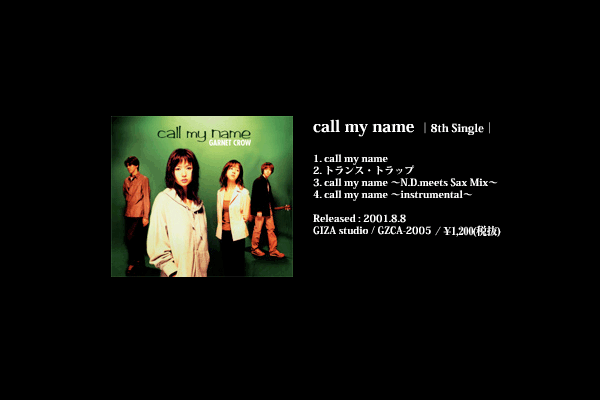 call my name
GARNET CROW
call my name ｜8th Single｜
1. call my name
2. トランス・トラップ
3. call my name ～N.D.meets Sax Mix～
4. call my name ～instrumental～
Released : 2001.8.8
GIZA studio / GZCA-2005 / ¥1,200(税抜)